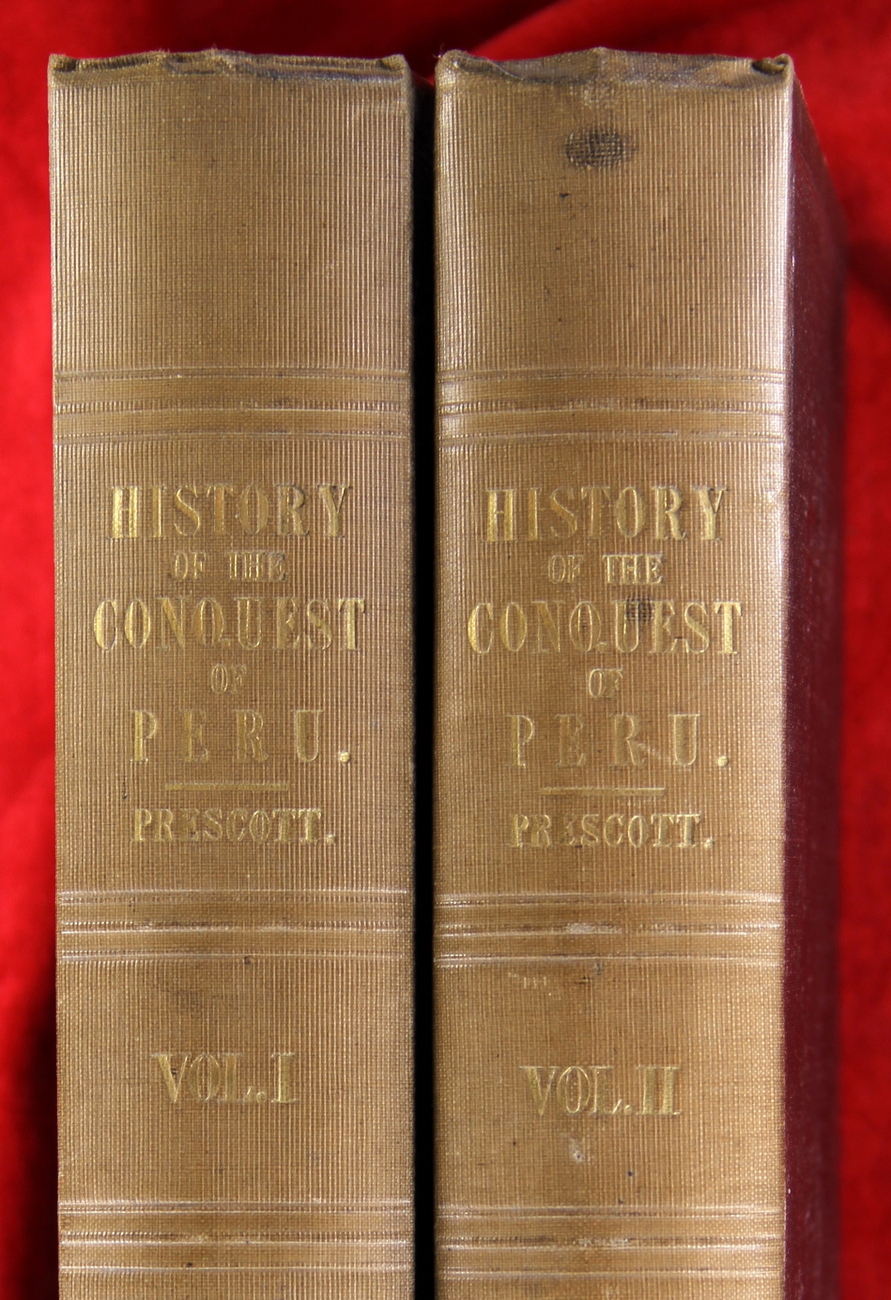 HISTORY
OF THE
CONQUEST
OF
PERU.
PRESCOTT.
VOL. I
HISTORY
OF THE
CONQUEST
OF
PERU.
PRESCOTT.
VOL. II